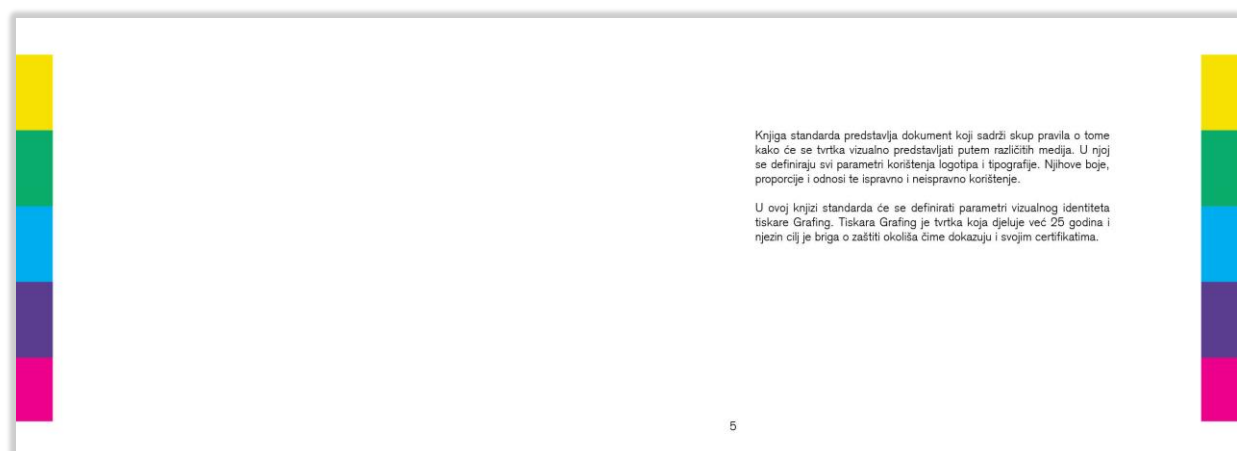 Knjiga standarda predstavlja dokument koji sadrži skup pravila o tome
kako će se tvrtka vizualno predstavljati putem različitih medija. U njoj
se definiraju svi parametri korištenja logotipa i tipografije. Njihove boje,
proporcije i odnosi te ispravno i neispravno korištenje.
U ovoj knjizi standarda će se definirati parametri vizualnog identiteta
tiskare Grafing. Tiskara Grafing je tvrtka koja djeluje već 25 godina i
njezin cilj je briga o zaštiti okoliša čime dokazuju i svojim certifikatima.
5